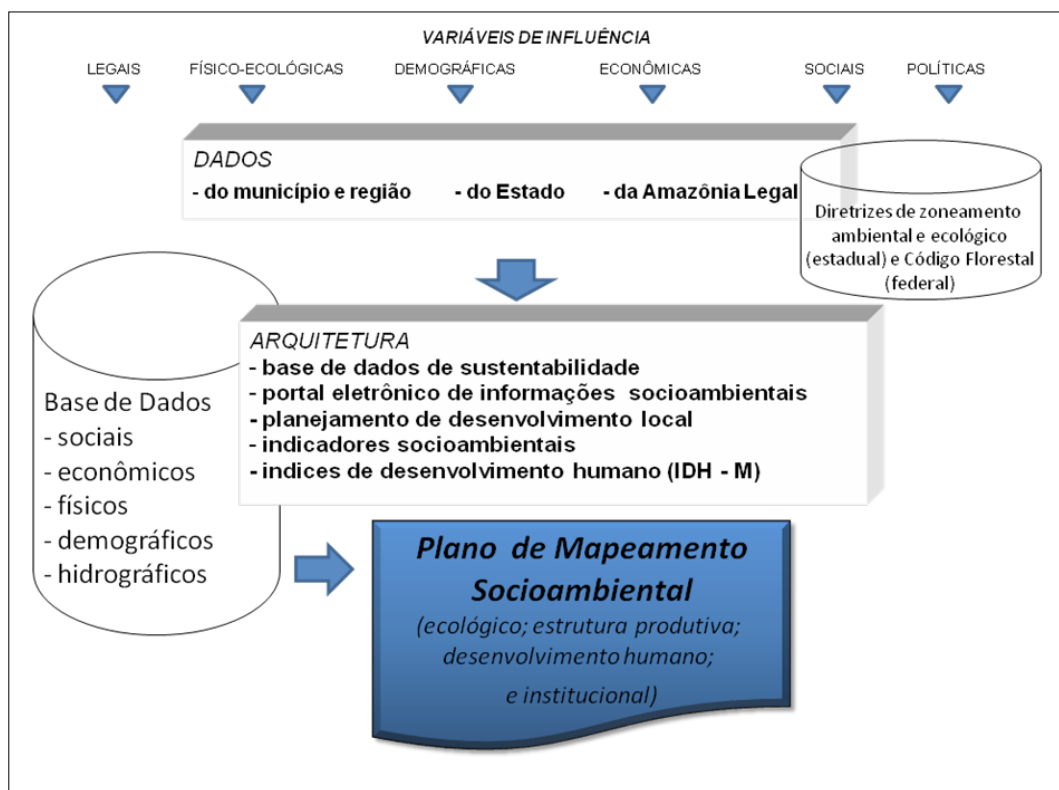 VARIÁVEIS DE INFLUÊNCIA
LEGAIS FÍSICO-ECOLÓGICAS DEMOGRÁFICAS ECONÔMICAS SOCIAIS POLÍTICAS
DADOS
- do município e região - do Estado - da Amazônia Legal
Diretrizes de zoneamento
ambiental e ecológico
(estadual) e Código Florestal
(federal)
ARQUITETURA
- base de dados de sustentabilidade
- portal eletrônico de informações socioambientais
- planejamento de desenvolvimento local
- indicadores socioambientais
- indices de desenvolvimento humano (IDH - M)
Base de Dados
- sociais
- econômicos
- físicos
- demográficos
- hidrográficos
Plano de Mapeamento
Socioambiental
(ecológico; estrutura produtiva;
desenvolvimento humano;
e institucional)